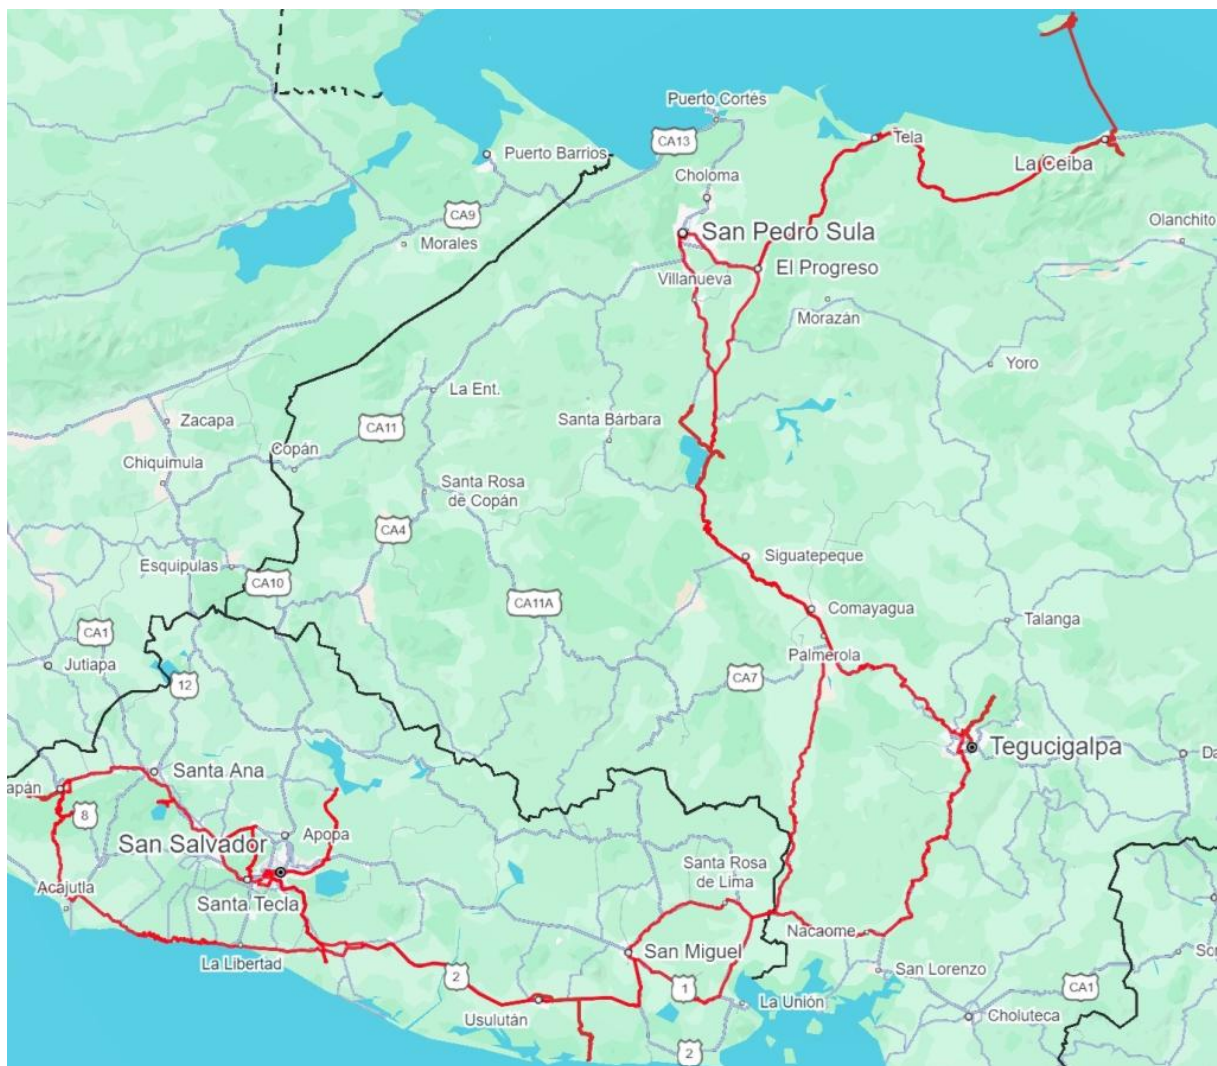 Puerto Cortés
CA13
Tela
Puerto Barrios
La Ceiba
Choloma
CA9
Morales
San Pedro Sula
Olanchito
El Progreso
Villanueva
Morazán
Yoro
La Ent.
Zacapa
CA11
Santa Bárbara
Copán
Chiquimula
Santa Rosa
de Copán
CA4
Siguatepeque
Esquipulas
CA10
CA11A
Comayagua
CA1
Talanga
Jutiapa
Palmerola
12
CA7
Tegucigalpa
Da
Santa Ana
apán
8
San Salvador
Apopa
Santa Rosa
de Lima
Acajutla
Santa Tecla
Nacaome
San Miguel
La Libertad
San Lorenzo
2
1
CA1
La Unión
Usulután
Choluteca
2